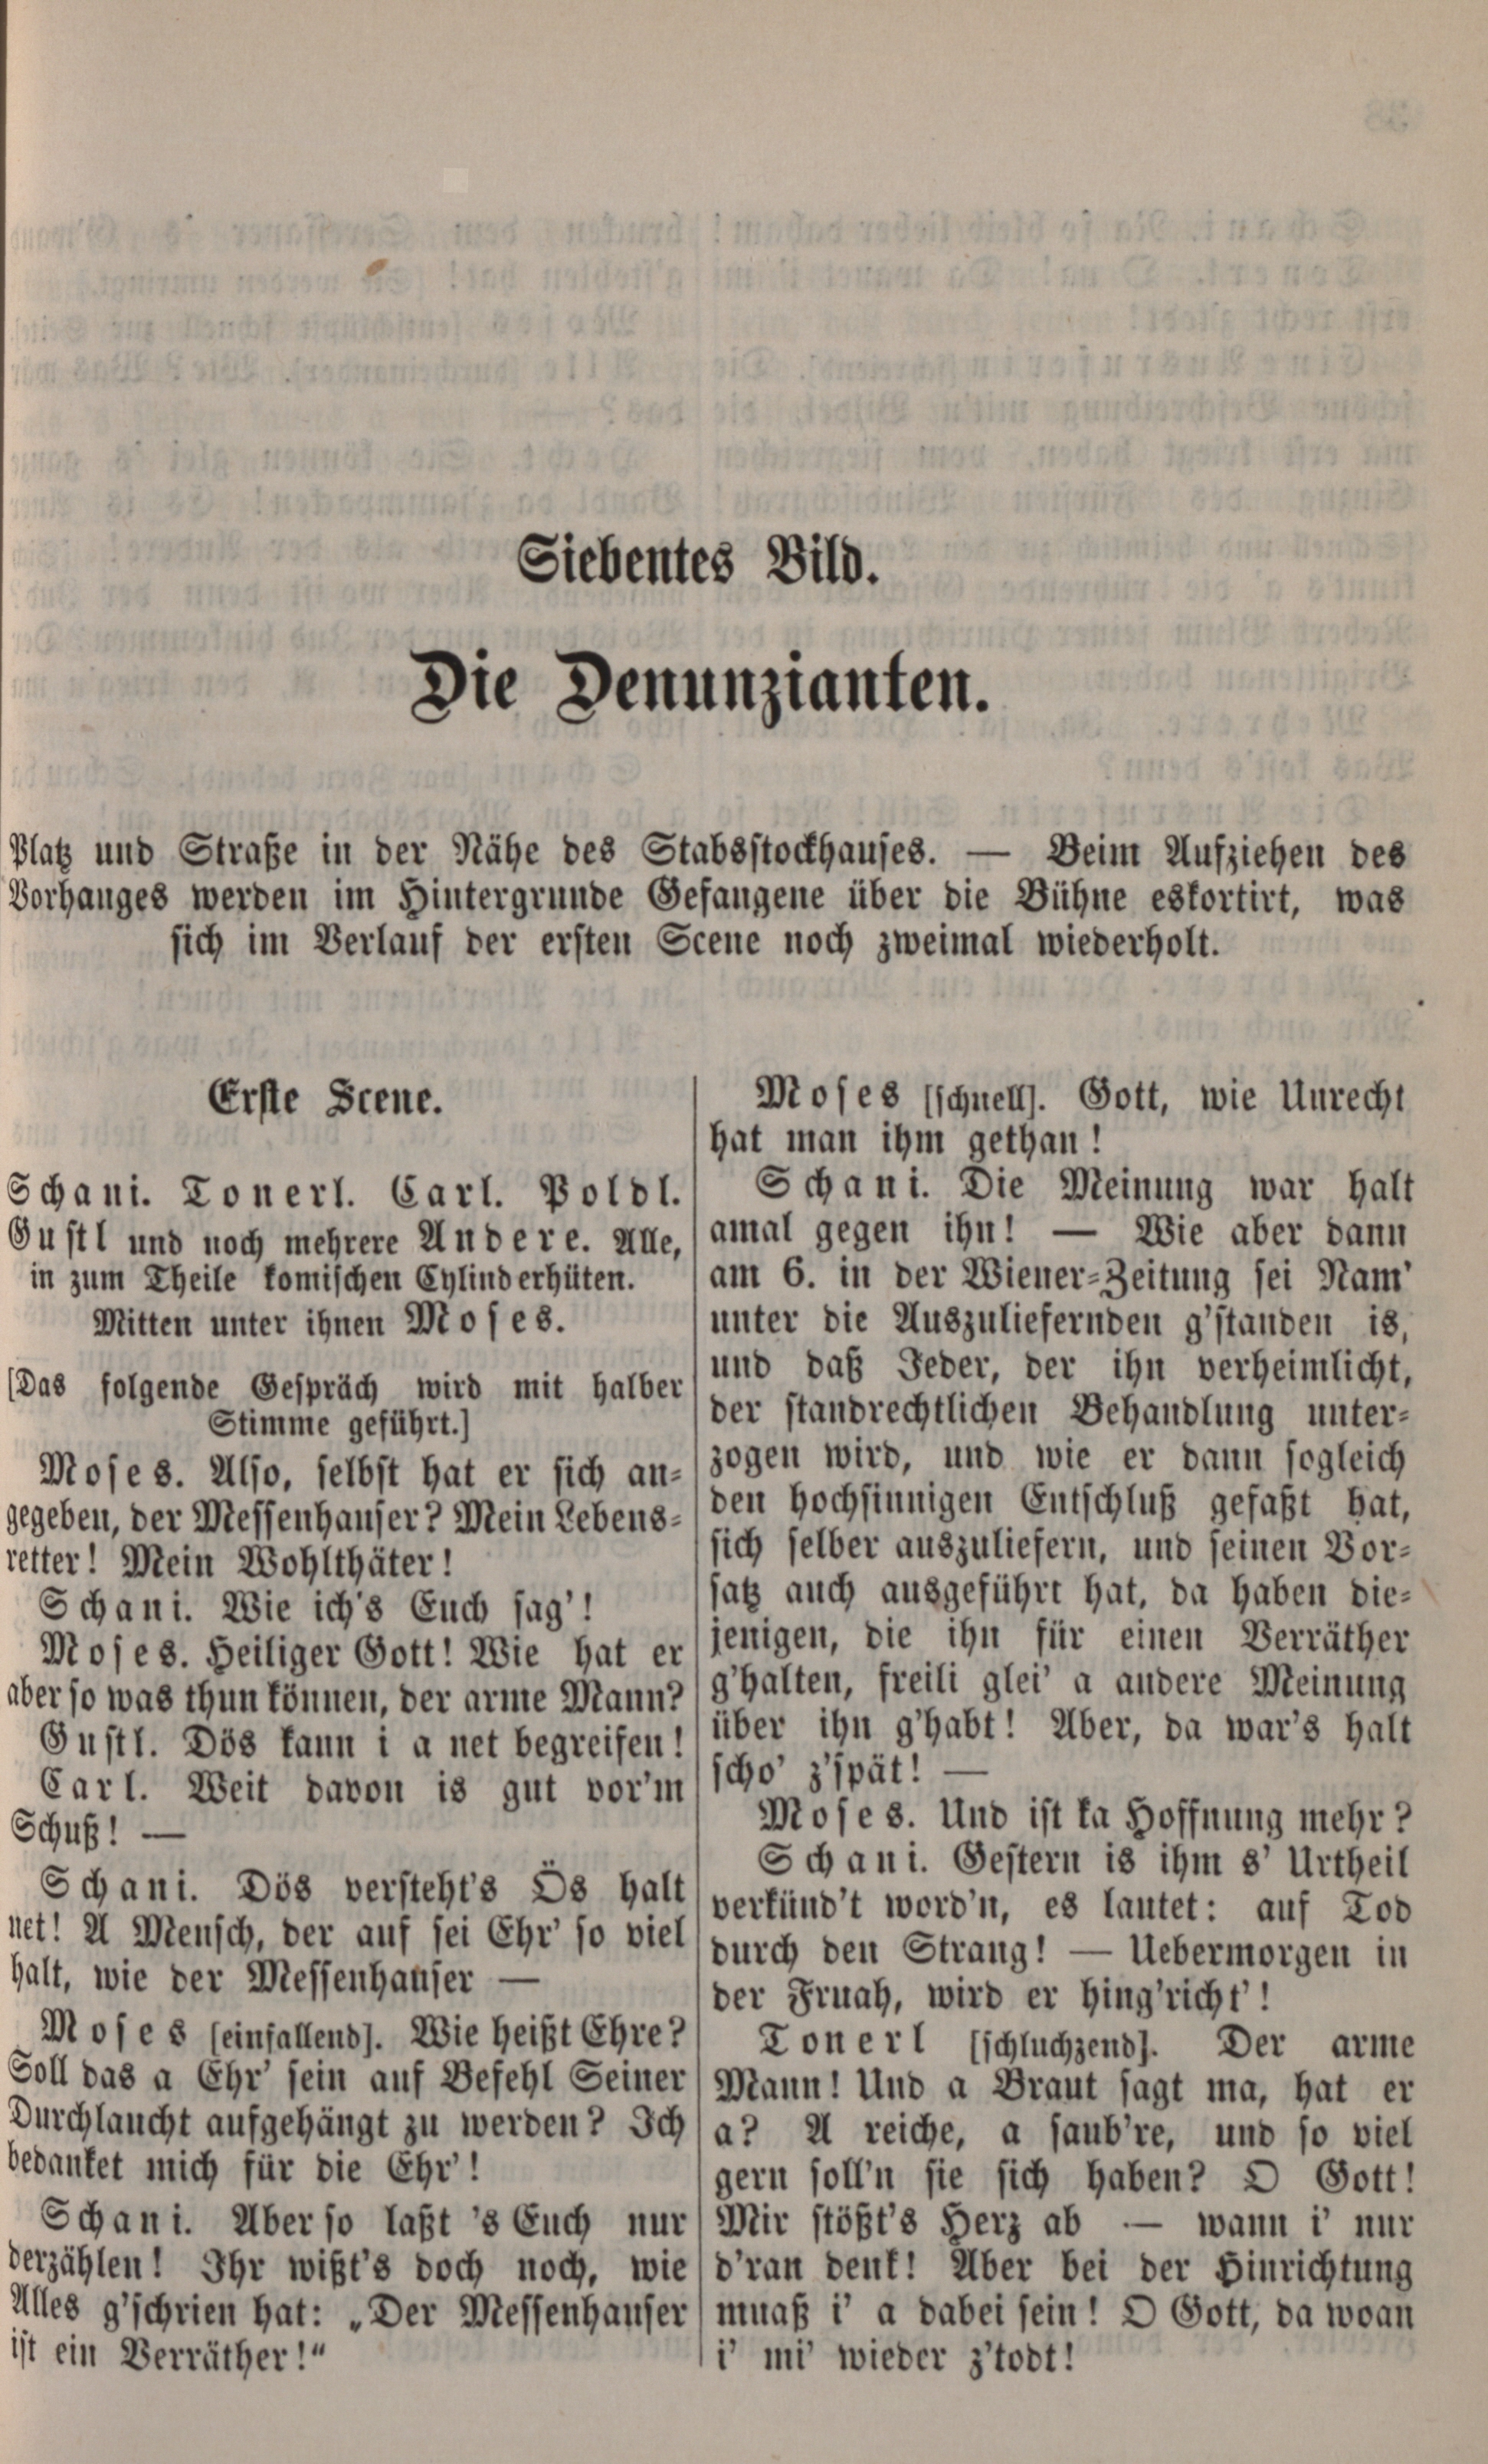 Siebentes Bild.
Die Denunzianten.
Platz und Straße in der Nähe des Stabsstockhauses. — Beim Aufziehen des
Vorhanges werden im Hintergrunde Gefangene über die Bühne eskortirt, was
sich im Verlauf der ersten Scene noch zweimal wiederholt.
Erste Scene.
Schani. Tonerl. Carl. Poldl.
Gustl und noch mehrere Andere. Alle,
in zum Theile komischen Cylinderhüten.
Mitten unter ihnen Moses.
[Das folgende Gespräch wird mit halber
Stimme geführt.]
Moses. Also, selbst hat er sich an-
gegeben, der Messenhauser? Mein Lebens-
retter! Mein Wohlthäter!
Schani. Wie ich's Euch sag'!
Moses. Heiliger Gott! Wie hat er
aber so was thun können, der arme Mann?
Gustl. Dös kann i a net begreifen!
Carl. Weit davon is gut vor'm
Schuß! —
Schani. Dös versteht's Ös halt
net! A Mensch, der auf sei Ehr' so viel
halt, wie der Messenhauser —
Moses [einfallend]. Wie heißt Ehre?
Soll das a Ehr' sein auf Befehl Seiner
Durchlaucht aufgehängt zu werden? Ich
bedanket mich für die Ehr'!
Schani. Aber so laßt 's Euch nur
derzählen! Ihr wißt's doch noch, wie
Alles g'schrien hat: „Der Messenhauser
ist ein Verräther!“
Moses [schnell]. Gott, wie Unrecht
hat man ihm gethan!
Schani. Die Meinung war halt
amal gegen ihn! — Wie aber dann
am 6. in der Wiener-Zeitung sei Nam'
unter die Auszuliefernden g'standen is,
und daß Jeder, der ihn verheimlicht,
der standrechtlichen Behandlung unter-
zogen wird, und wie er dann sogleich
den hochsinnigen Entschluß gefaßt hat,
sich selber auszuliefern, und seinen Vor-
satz auch ausgeführt hat, da haben die-
jenigen, die ihn für einen Verräther
g'halten, freili glei' a andere Meinung
über ihn g'habt! Aber, da war's halt
scho' z'spät! —
Moses. Und ist ka Hoffnung mehr?
Schani. Gestern is ihm s' Urtheil
verkünd't word'n, es lautet: auf Tod
durch den Strang! — Uebermorgen in
der Fruah, wird er hing'richt'!
Tonerl [schluchzend]. Der arme
Mann! Und a Braut sagt ma, hat er
a? A reiche, a saub're, und so viel
gern soll'n sie sich haben? O Gott!
Mir stößt's Herz ab — wann i' nur
d'ran denk! Aber bei der Hinrichtung
muaß i' a dabei sein! O Gott, da woan
i' mi' wieder z'todt!